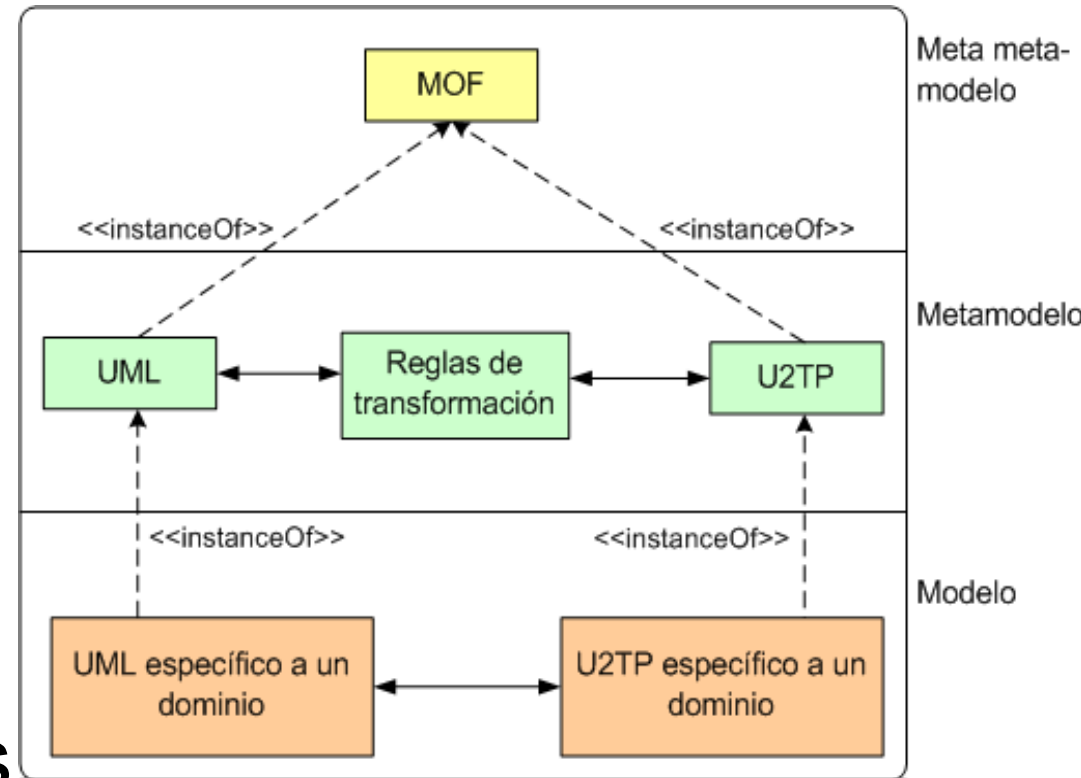 MOF
Meta meta-
modelo
<<instanceOf>>
<<instanceOf>>
UML
Reglas de
transformación
U2TP
Metamodelo
<<instanceOf>>
<<instanceOf>>
UML específico a un
dominio
U2TP específico a un
dominio
Modelo
s